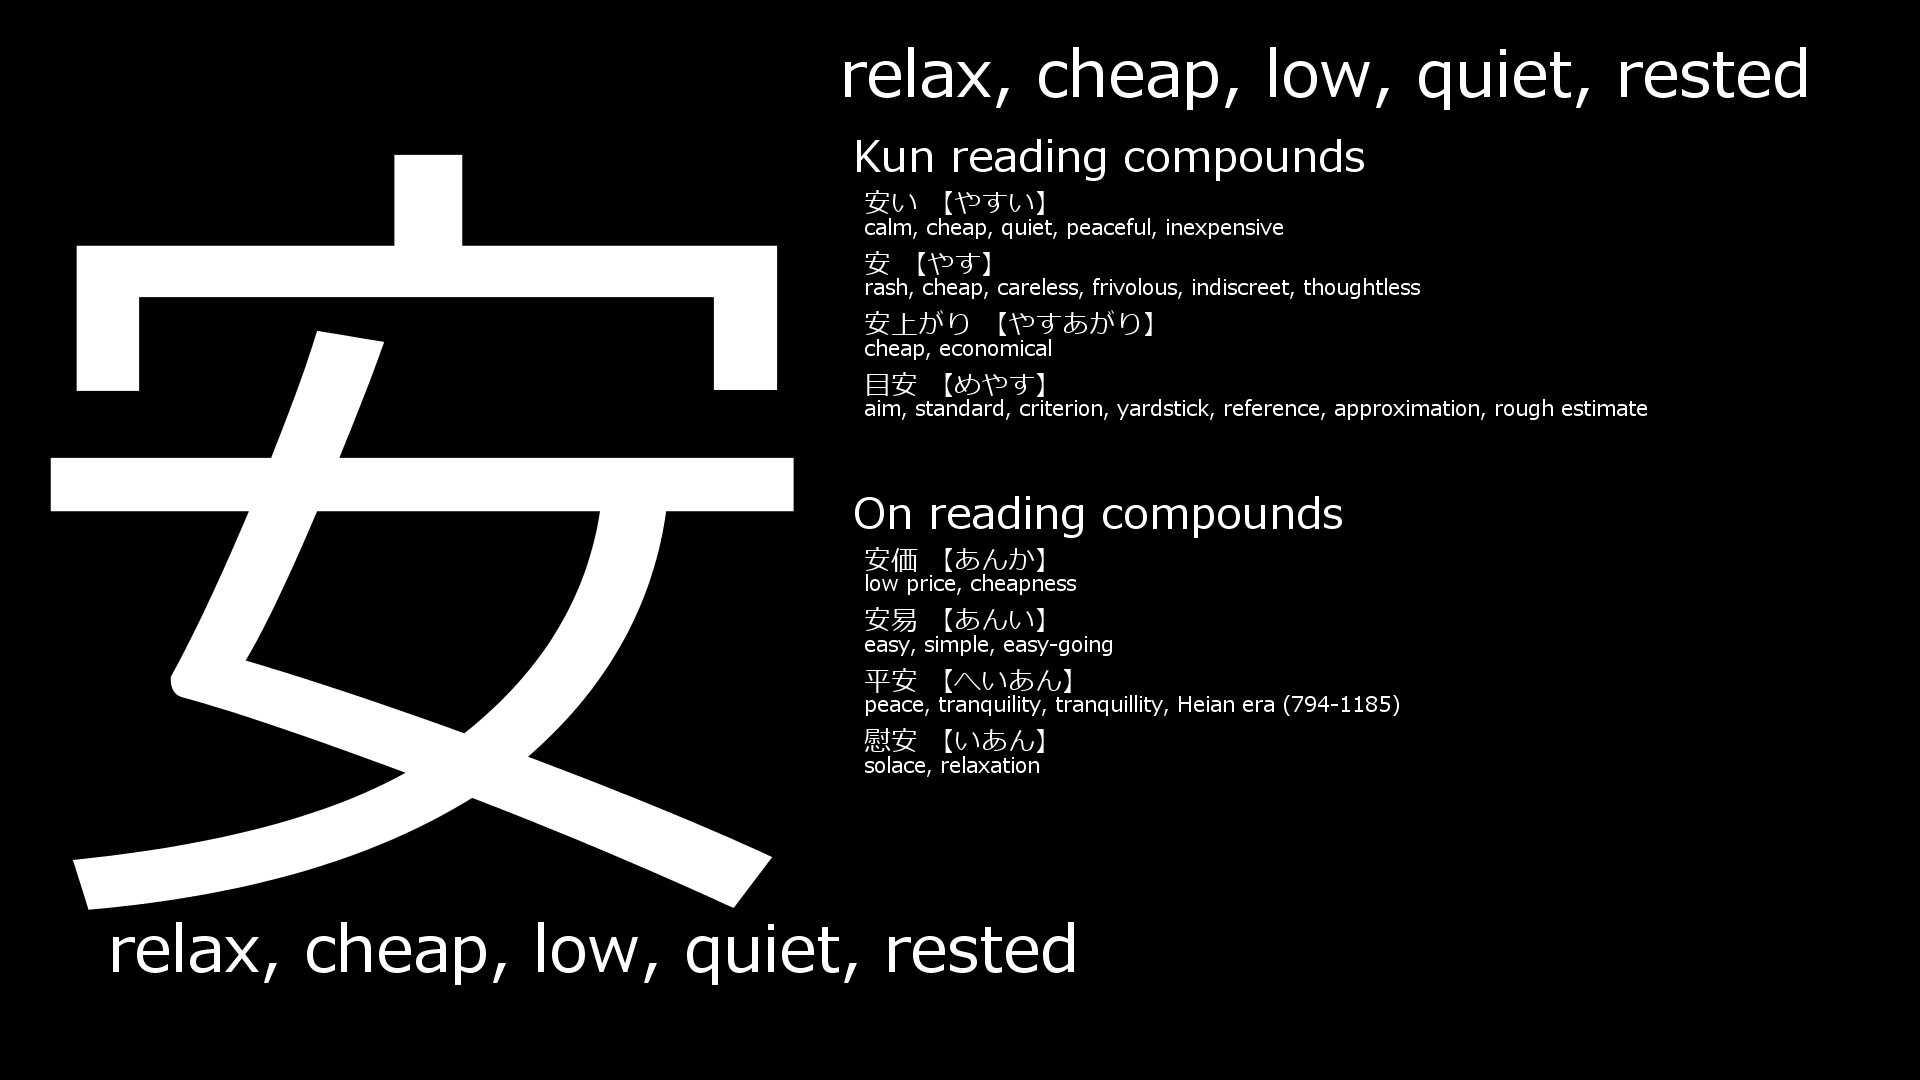 安
relax, cheap, low, quiet, rested
relax, cheap, low, quiet, rested
Kun reading compounds
安い 【やすい】
calm, cheap, quiet, peaceful, inexpensive
安 【やす】
rash, cheap, careless, frivolous, indiscreet, thoughtless
安上がり 【やすあがり】
cheap, economical
目安 【めやす】
aim, standard, criterion, yardstick, reference, approximation, rough estimate
On reading compounds
安価 【あんか】
low price, cheapness
安易 【あんい】
easy, simple, easy-going
平安 【へいあん】
peace, tranquility, tranquillity, Heian era (794-1185)
慰安 【いあん】
solace, relaxation